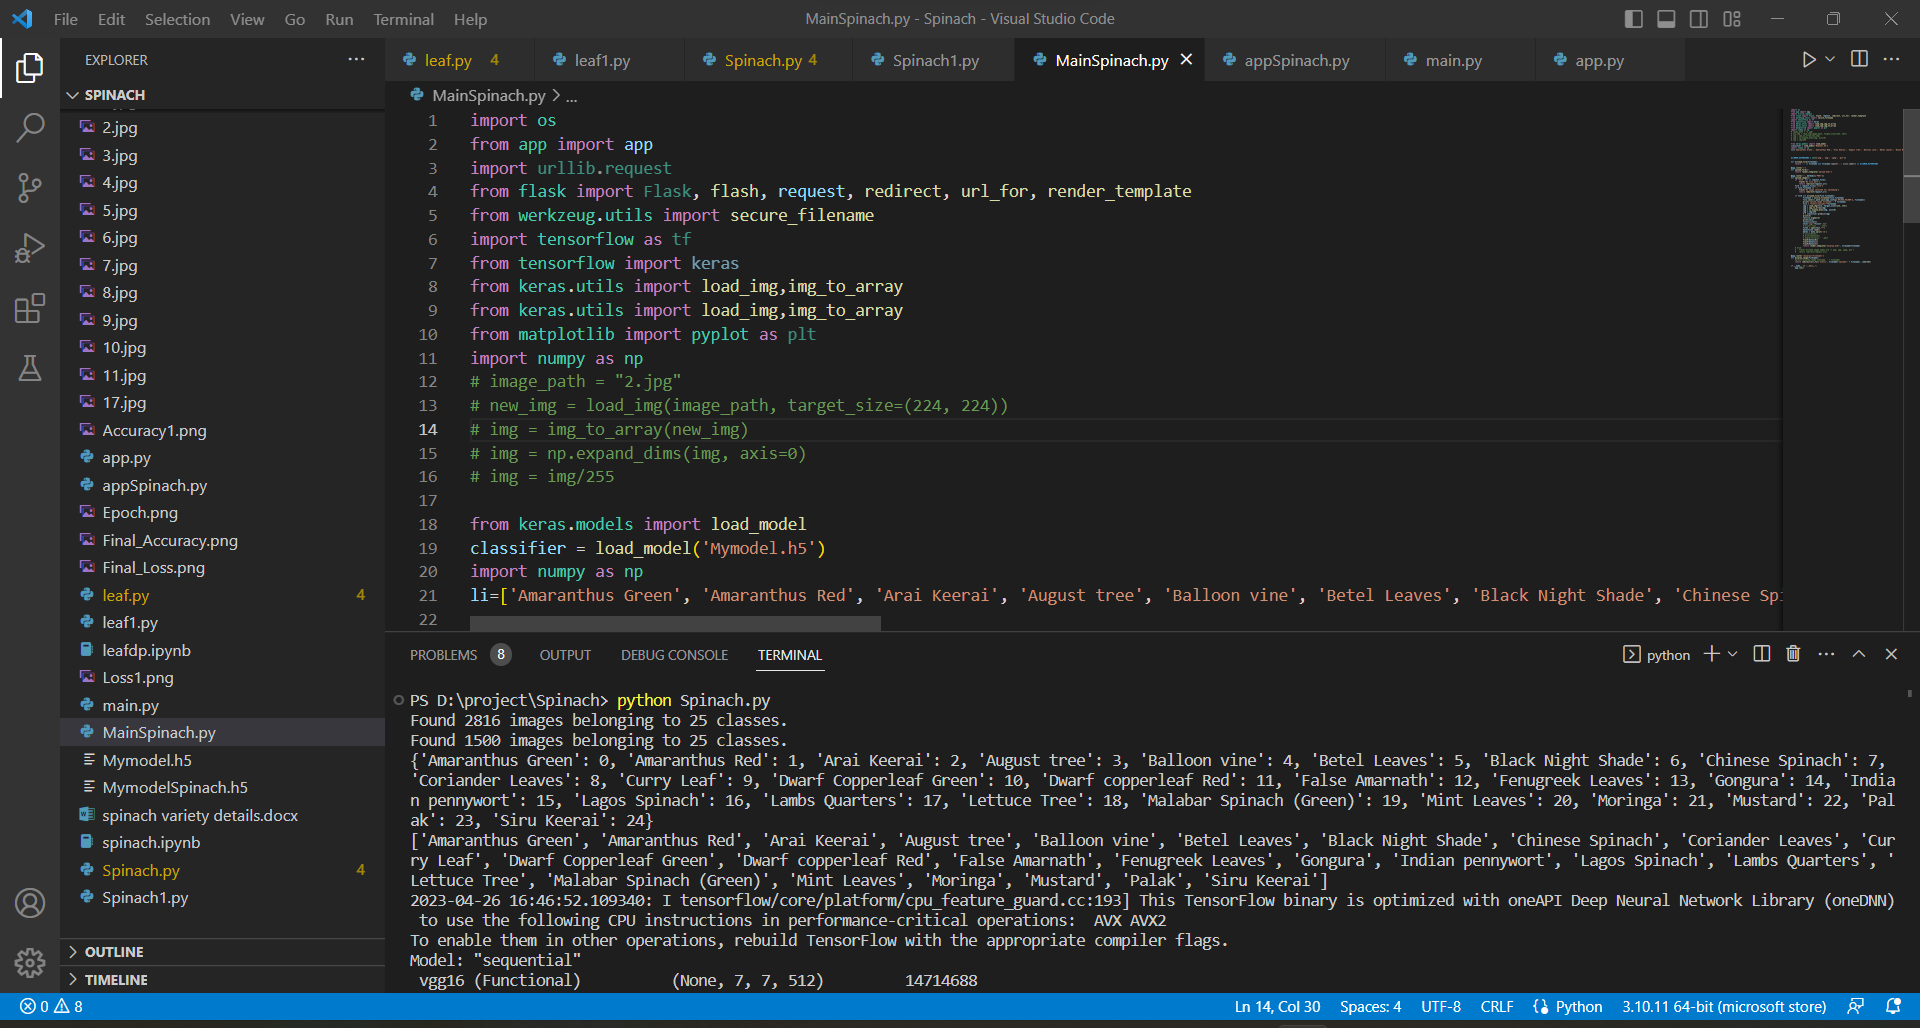 File Edit Selection View Go Run Terminal Help
MainSpinach.py - Spinach - Visual Studio Code
EXPLORER
SPINACH
2.jpg
3.jpg
4.jpg
5.jpg
6.jpg
7.jpg
8.jpg
9.jpg
10.jpg
11.jpg
17.jpg
Accuracy1.png
app.py
appSpinach.py
Epoch.png
Final_Accuracy.png
Final_Loss.png
leaf.py 4
leaf1.py
leafdp.ipynb
Loss1.png
main.py
MainSpinach.py
Mymodel.h5
MymodelSpinach.h5
spinach variety details.docx
spinach.ipynb
Spinach.py 4
Spinach1.py
OUTLINE
TIMELINE
leaf.py 4 leaf1.py Spinach.py 4 Spinach1.py MainSpinach.py appSpinach.py main.py app.py
MainSpinach.py > ...
1 import os
2 from app import app
3 import urllib.request
4 from flask import Flask, flash, request, redirect, url_for, render_template
5 from werkzeug.utils import secure_filename
6 import tensorflow as tf
7 from tensorflow import keras
8 from keras.utils import load_img,img_to_array
9 from keras.utils import load_img,img_to_array
10 from matplotlib import pyplot as plt
11 import numpy as np
12 # image_path = "2.jpg"
13 # new_img = load_img(image_path, target_size=(224, 224))
14 # img = img_to_array(new_img)
15 # img = np.expand_dims(img, axis=0)
16 # img = img/255
17
18 from keras.models import load_model
19 classifier = load_model('Mymodel.h5')
20 import numpy as np
21 li=['Amaranthus Green', 'Amaranthus Red', 'Arai Keerai', 'August tree', 'Balloon vine', 'Betel Leaves', 'Black Night Shade', 'Chinese Sp
22
PROBLEMS 8 OUTPUT DEBUG CONSOLE TERMINAL
python
PS D:\project\Spinach> python Spinach.py
Found 2816 images belonging to 25 classes.
Found 1500 images belonging to 25 classes.
{'Amaranthus Green': 0, 'Amaranthus Red': 1, 'Arai Keerai': 2, 'August tree': 3, 'Balloon vine': 4, 'Betel Leaves': 5, 'Black Night Shade': 6, 'Chinese Spinach': 7,
'Coriander Leaves': 8, 'Curry Leaf': 9, 'Dwarf Copperleaf Green': 10, 'Dwarf copperleaf Red': 11, 'False Amarnath': 12, 'Fenugreek Leaves': 13, 'Gongura': 14, 'India
n pennywort': 15, 'Lagos Spinach': 16, 'Lambs Quarters': 17, 'Lettuce Tree': 18, 'Malabar Spinach (Green)': 19, 'Mint Leaves': 20, 'Moringa': 21, 'Mustard': 22, 'Pal
ak': 23, 'Siru Keerai': 24}
['Amaranthus Green', 'Amaranthus Red', 'Arai Keerai', 'August tree', 'Balloon vine', 'Betel Leaves', 'Black Night Shade', 'Chinese Spinach', 'Coriander Leaves', 'Cur
ry Leaf', 'Dwarf Copperleaf Green', 'Dwarf copperleaf Red', 'False Amarnath', 'Fenugreek Leaves', 'Gongura', 'Indian pennywort', 'Lagos Spinach', 'Lambs Quarters', '
Lettuce Tree', 'Malabar Spinach (Green)', 'Mint Leaves', 'Moringa', 'Mustard', 'Palak', 'Siru Keerai']
2023-04-26 16:46:52.109340: I tensorflow/core/platform/cpu_feature_guard.cc:193] This TensorFlow binary is optimized with oneAPI Deep Neural Network Library (oneDNN)
to use the following CPU instructions in performance-critical operations:  AVX AVX2
To enable them in other operations, rebuild TensorFlow with the appropriate compiler flags.
Model: "sequential"
vgg16 (Functional) (None, 7, 7, 512) 14714688
0 8
Ln 14, Col 30 Spaces: 4 UTF-8 CRLF Python 3.10.11 64-bit (microsoft store)